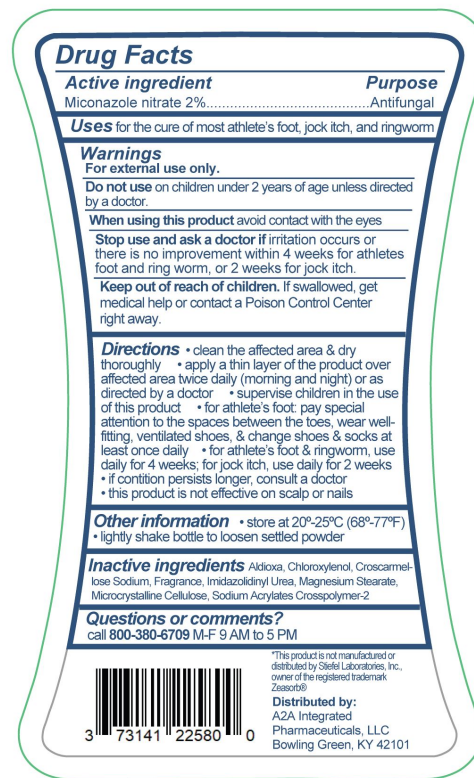 Drug Facts
Active ingredient Purpose
Miconazole nitrate 2%..........................................Antifungal
Uses for the cure of most athlete's foot, jock itch, and ringworm
Warnings
For external use only.
Do not use on children under 2 years of age unless directed
by a doctor.
When using this product avoid contact with the eyes
Stop use and ask a doctor if irritation occurs or
there is no improvement within 4 weeks for athletes
foot and ring worm, or 2 weeks for jock itch.
Keep out of reach of children. If swallowed, get
medical help or contact a Poison Control Center
right away.
Directions • clean the affected area & dry
thoroughly • apply a thin layer of the product over
affected area twice daily (morning and night) or as
directed by a doctor • supervise children in the use
of this product • for athlete's foot: pay special
attention to the spaces between the toes, wear well-
fitting, ventilated shoes, & change shoes & socks at
least once daily • for athlete's foot & ringworm, use
daily for 4 weeks; for jock itch, use daily for 2 weeks
• if contition persists longer, consult a doctor
• this product is not effective on scalp or nails
Other information • store at 20º-25ºC (68º-77ºF)
• lightly shake bottle to loosen settled powder
Inactive ingredients Aldioxa, Chloroxylenol, Croscarmel-
lose Sodium, Fragrance, Imidazolidinyl Urea, Magnesium Stearate,
Microcrystalline Cellulose, Sodium Acrylates Crosspolymer-2
Questions or comments?
call 800-380-6709 M-F 9 AM to 5 PM
*This product is not manufactured or
distributed by Stiefel Laboratories, Inc.,
owner of the registered trademark
Zeasorb®
Distributed by:
A2A Integrated
Pharmaceuticals, LLC
Bowling Green, KY 42101
3 73141 22580 0